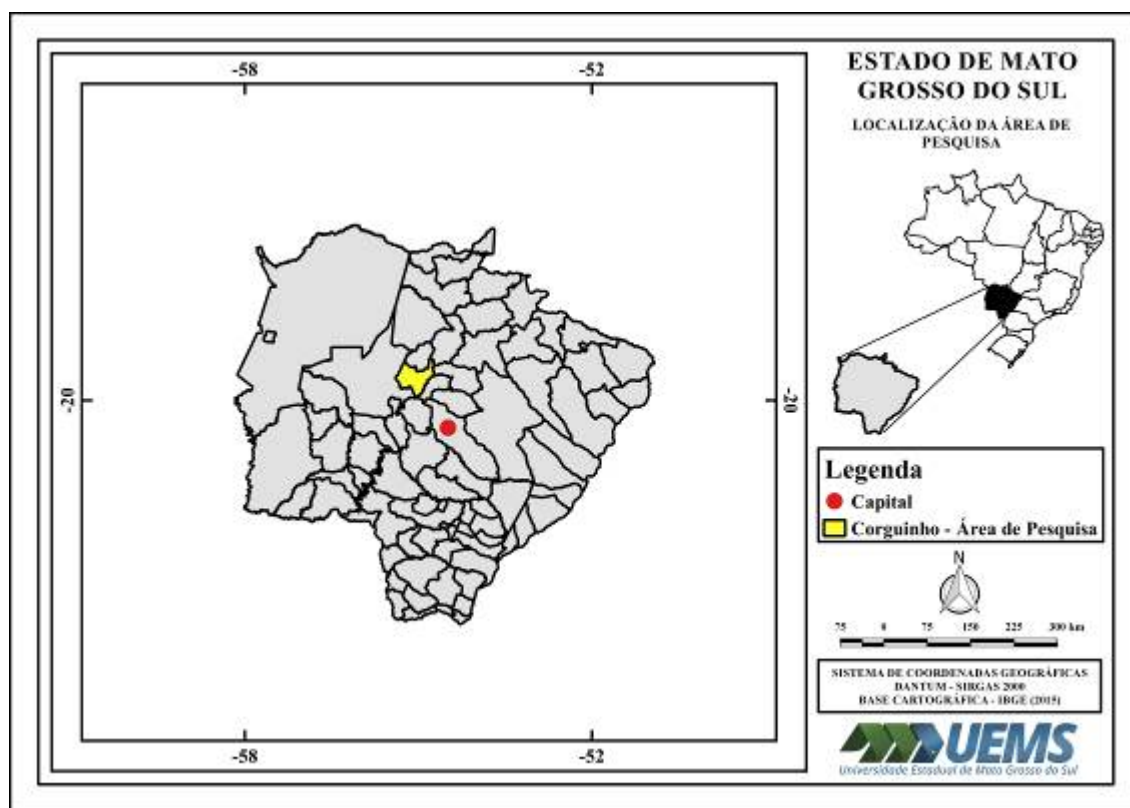 -58 -52
-20 -20
-58 -52
ESTADO DE MATO
GROSSO DO SUL
LOCALIZAÇÃO DA ÁREA DE
PESQUISA
Legenda
Capital
Corguinho - Área de Pesquisa
N
75 0 75 150 225 300 km
SISTEMA DE COORDENADAS GEOGRÁFICAS
DANTUM - SIRGAS 2000
BASE CARTOGRÁFICA - IBGE (2015)
UEMS
Universidade Estadual de Mato Grosso do Sul